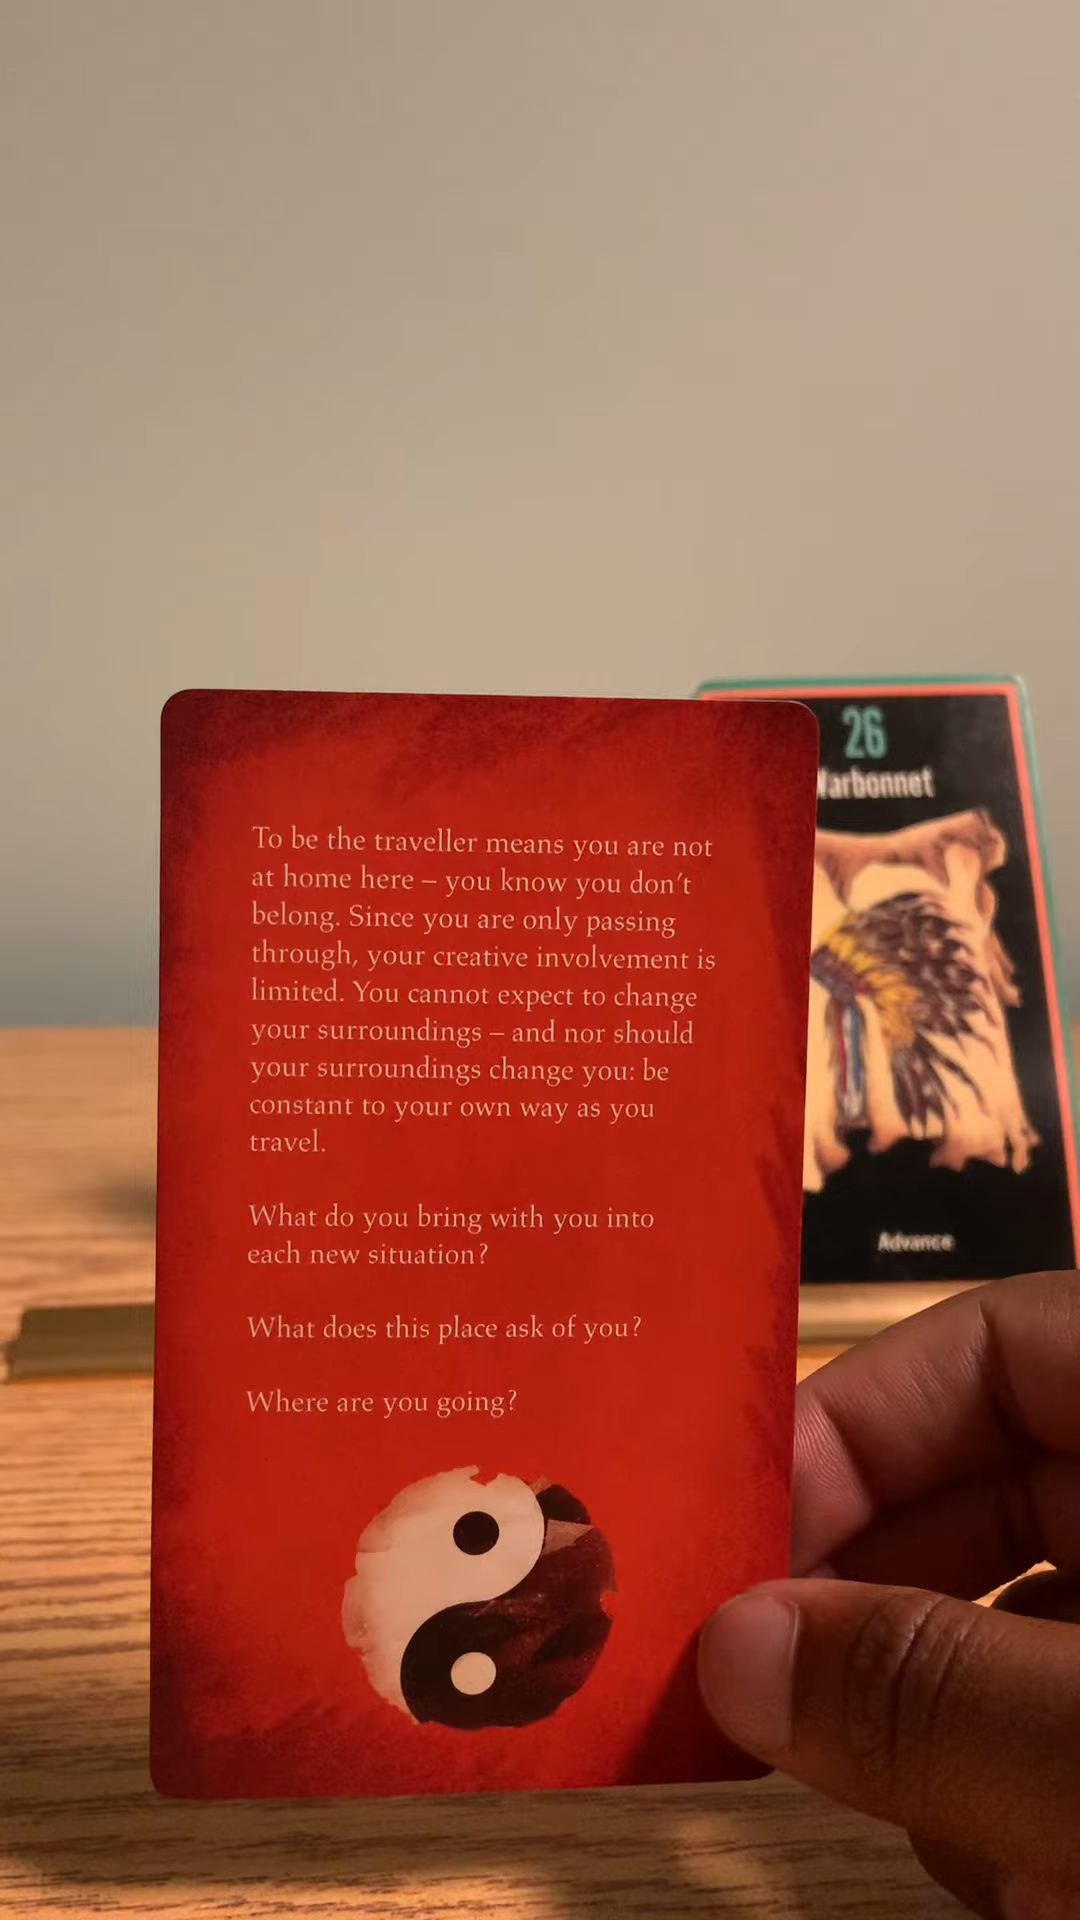 To be the traveller means you are not
at home here – you know you don't
belong. Since you are only passing
through, your creative involvement is
limited. You cannot expect to change
your surroundings – and nor should
your surroundings change you: be
constant to your own way as you
travel.
What do you bring with you into
each new situation?
What does this place ask of you?
Where are you going?
26
Warbonnet
Advance